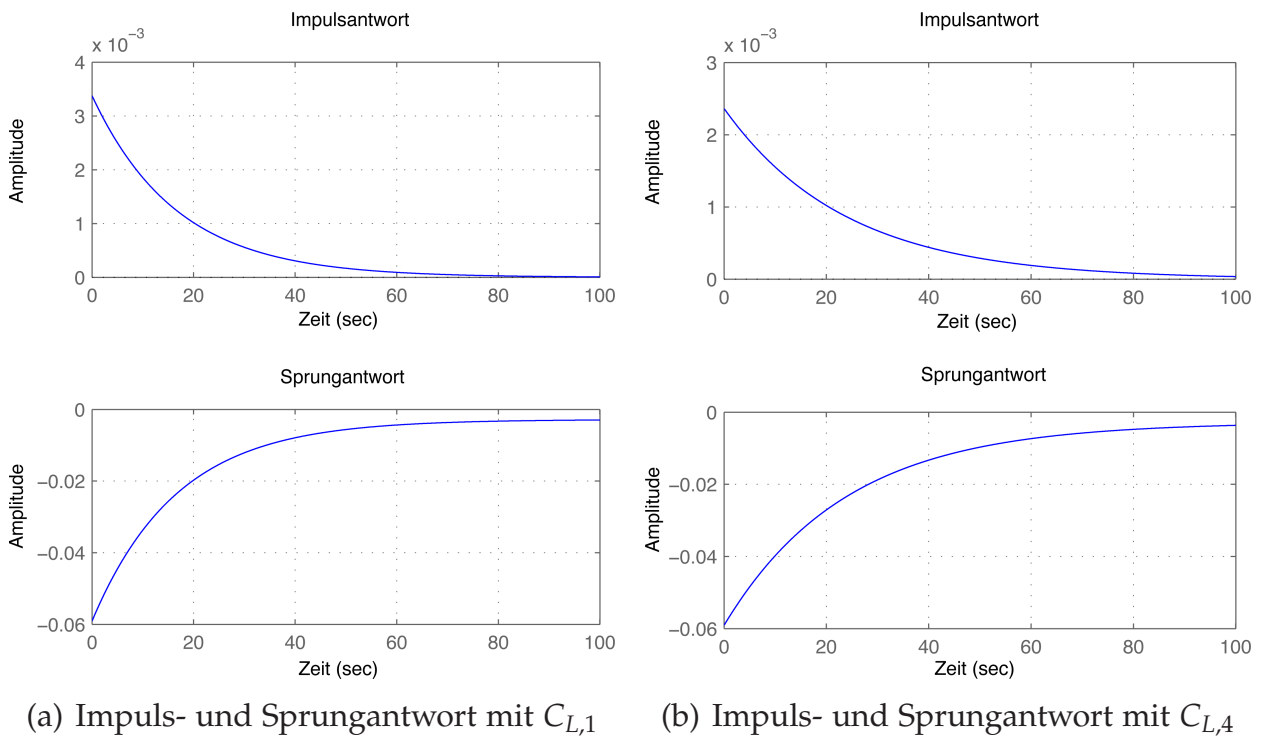 Impulsantwort
x 10⁻³
Amplitude
4
3
2
1
0
0 20 40 60 80 100
Zeit (sec)
Impulsantwort
x 10⁻³
Amplitude
3
2
1
0
0 20 40 60 80 100
Zeit (sec)
Sprungantwort
Amplitude
0
−0.02
−0.04
−0.06
0 20 40 60 80 100
Zeit (sec)
Sprungantwort
Amplitude
0
−0.02
−0.04
−0.06
0 20 40 60 80 100
Zeit (sec)
(a) Impuls- und Sprungantwort mit C_{L,1}
(b) Impuls- und Sprungantwort mit C_{L,4}